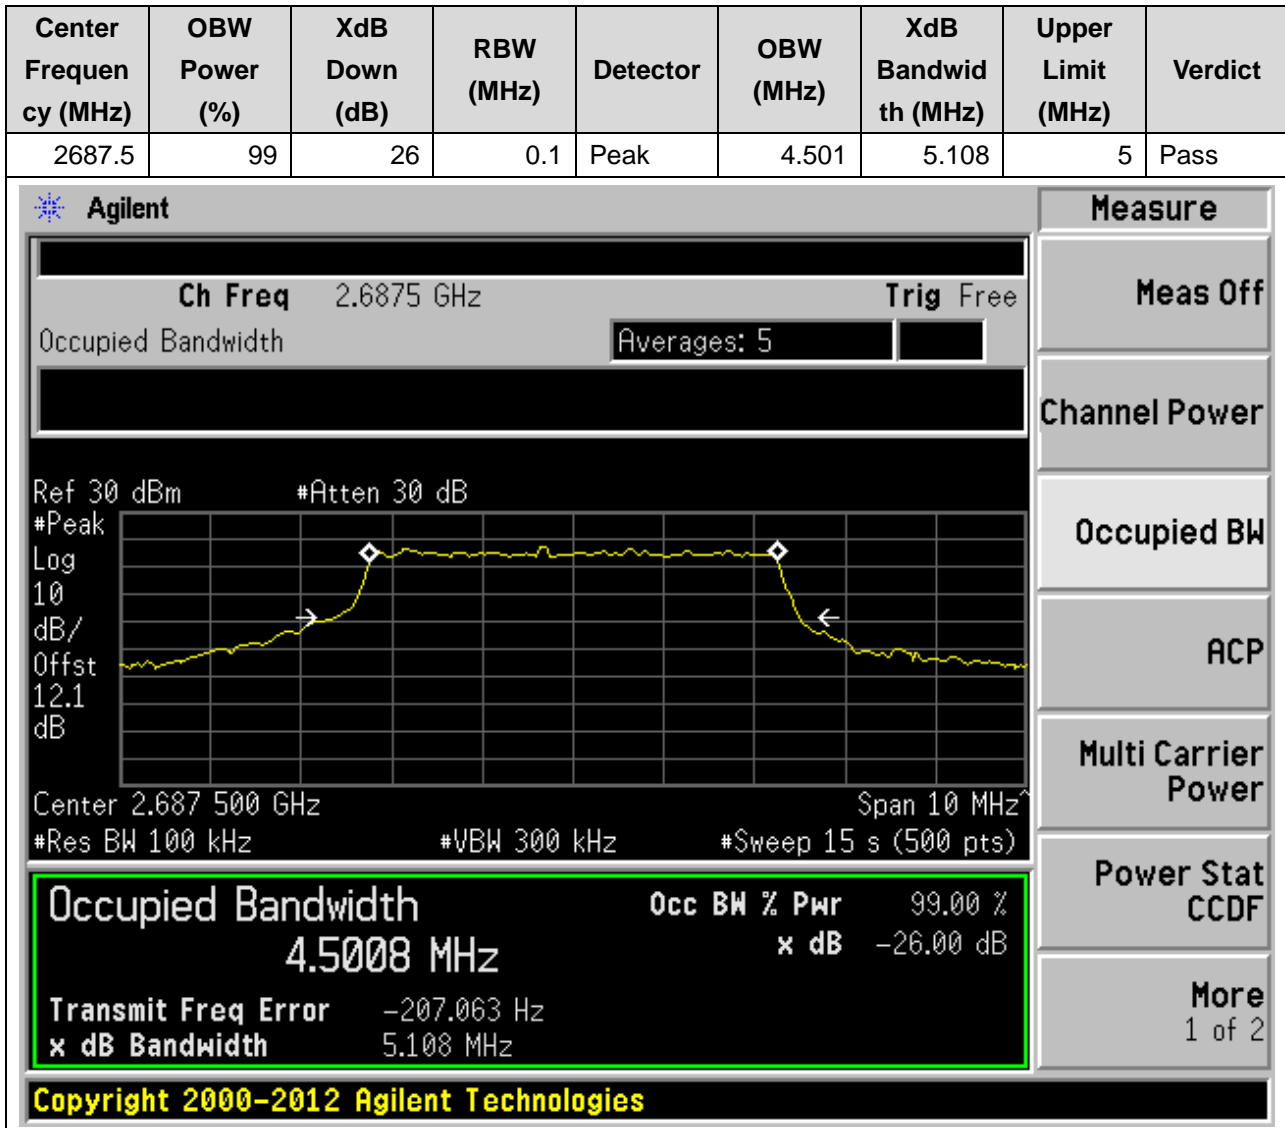 Center Frequen cy (MHz) OBW Power (%) XdB Down (dB) RBW (MHz) Detector OBW (MHz) XdB Bandwid th (MHz) Upper Limit (MHz) Verdict
2687.5 99 26 0.1 Peak 4.501 5.108 5 Pass
Agilent
Measure
Ch Freq 2.6875 GHz Trig Free
Meas Off
Occupied Bandwidth Averages: 5
Channel Power
Ref 30 dBm #Atten 30 dB
#Peak
Log
10
dB/
Offst
12.1
dB
Occupied BW
ACP
Center 2.687 500 GHz Span 10 MHz^
#Res BW 100 kHz #VBW 300 kHz #Sweep 15 s (500 pts)
Multi Carrier
Power
Occupied Bandwidth Occ BW % Pwr 99.00 %
4.5008 MHz x dB -26.00 dB
Transmit Freq Error -207.063 Hz
x dB Bandwidth 5.108 MHz
Power Stat
CCDF
More
1 of 2
Copyright 2000-2012 Agilent Technologies